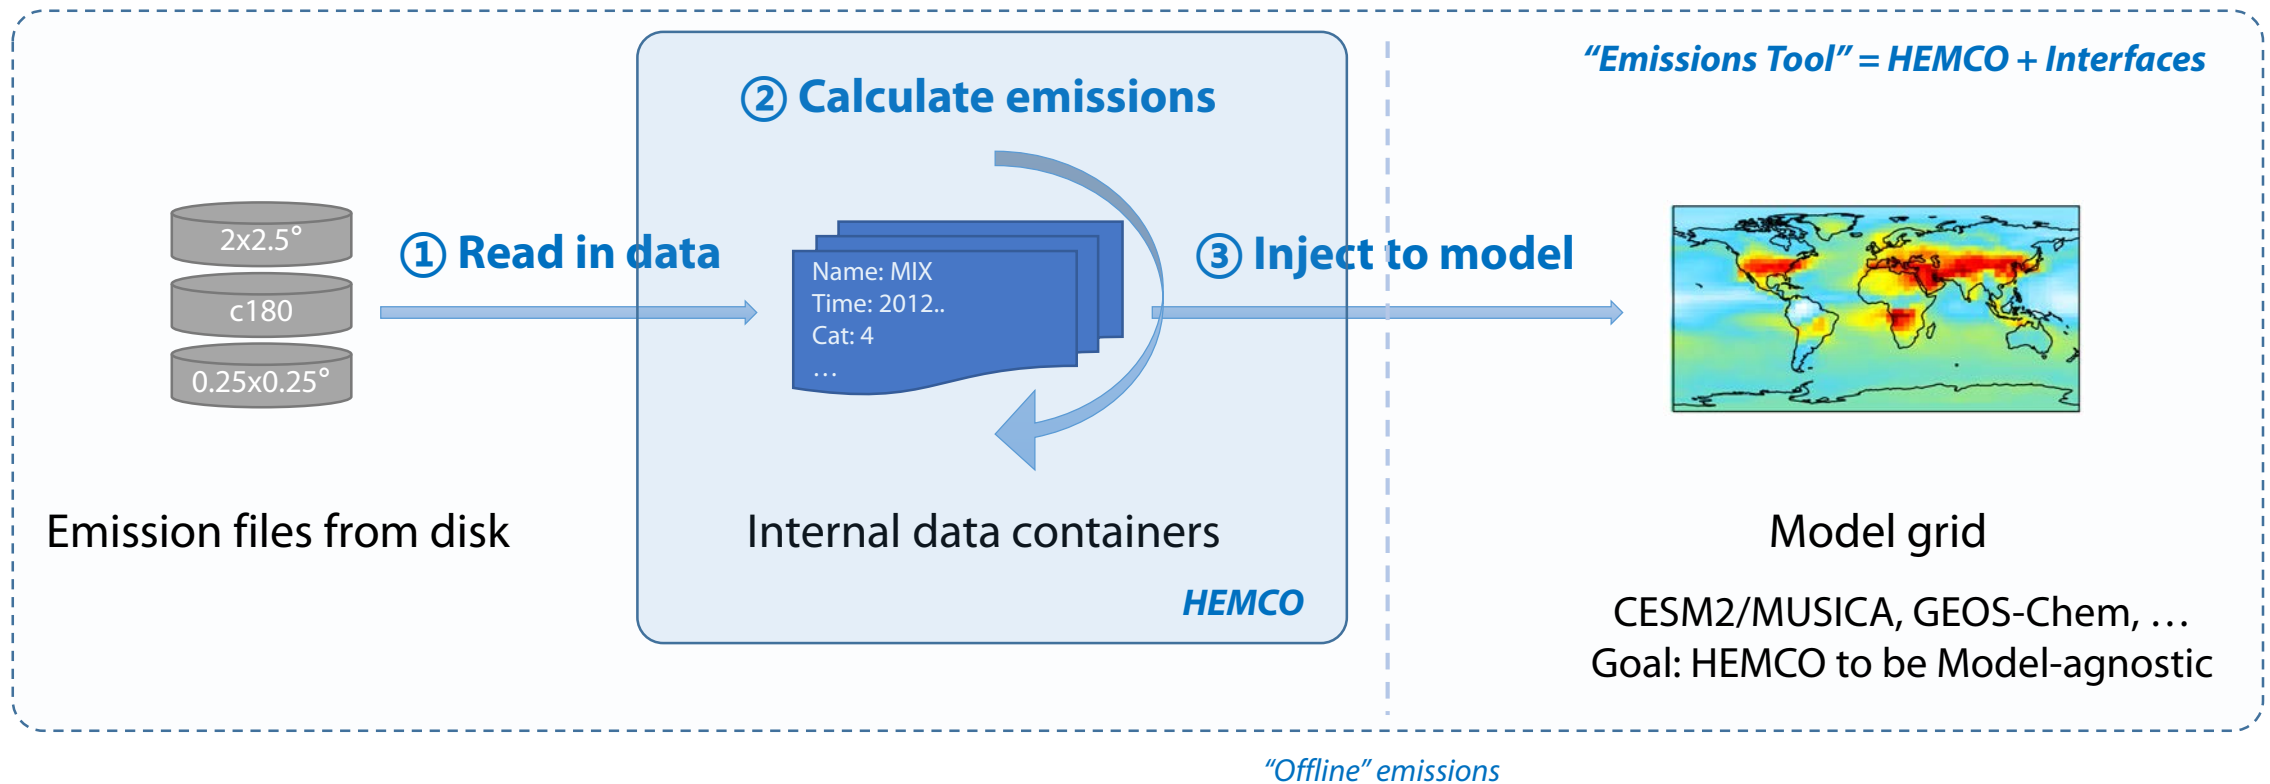 “Emissions Tool” = HEMCO + Interfaces
② Calculate emissions
2x2.5°
c180
0.25x0.25°
① Read in data
Name: MIX
Time: 2012..
Cat: 4
…
③ Inject to model
Emission files from disk
Internal data containers
HEMCO
Model grid
CESM2/MUSICA, GEOS-Chem, …
Goal: HEMCO to be Model-agnostic
“Offline” emissions